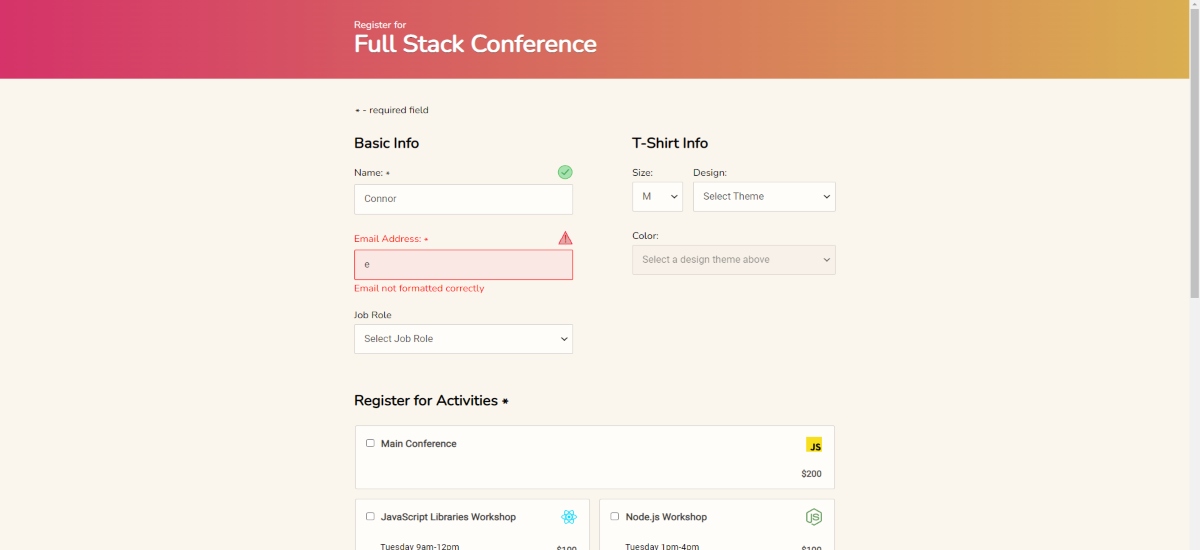 Register for
Full Stack Conference
* - required field
Basic Info
Name: *
Connor
Email Address: *
e
Email not formatted correctly
Job Role
Select Job Role
T-Shirt Info
Size:
M
Design:
Select Theme
Color:
Select a design theme above
Register for Activities *
Main Conference
JS
$200
JavaScript Libraries Workshop
Tuesday 9am-12pm
$100
Node.js Workshop
JS
Tuesday 1pm-4pm
$100